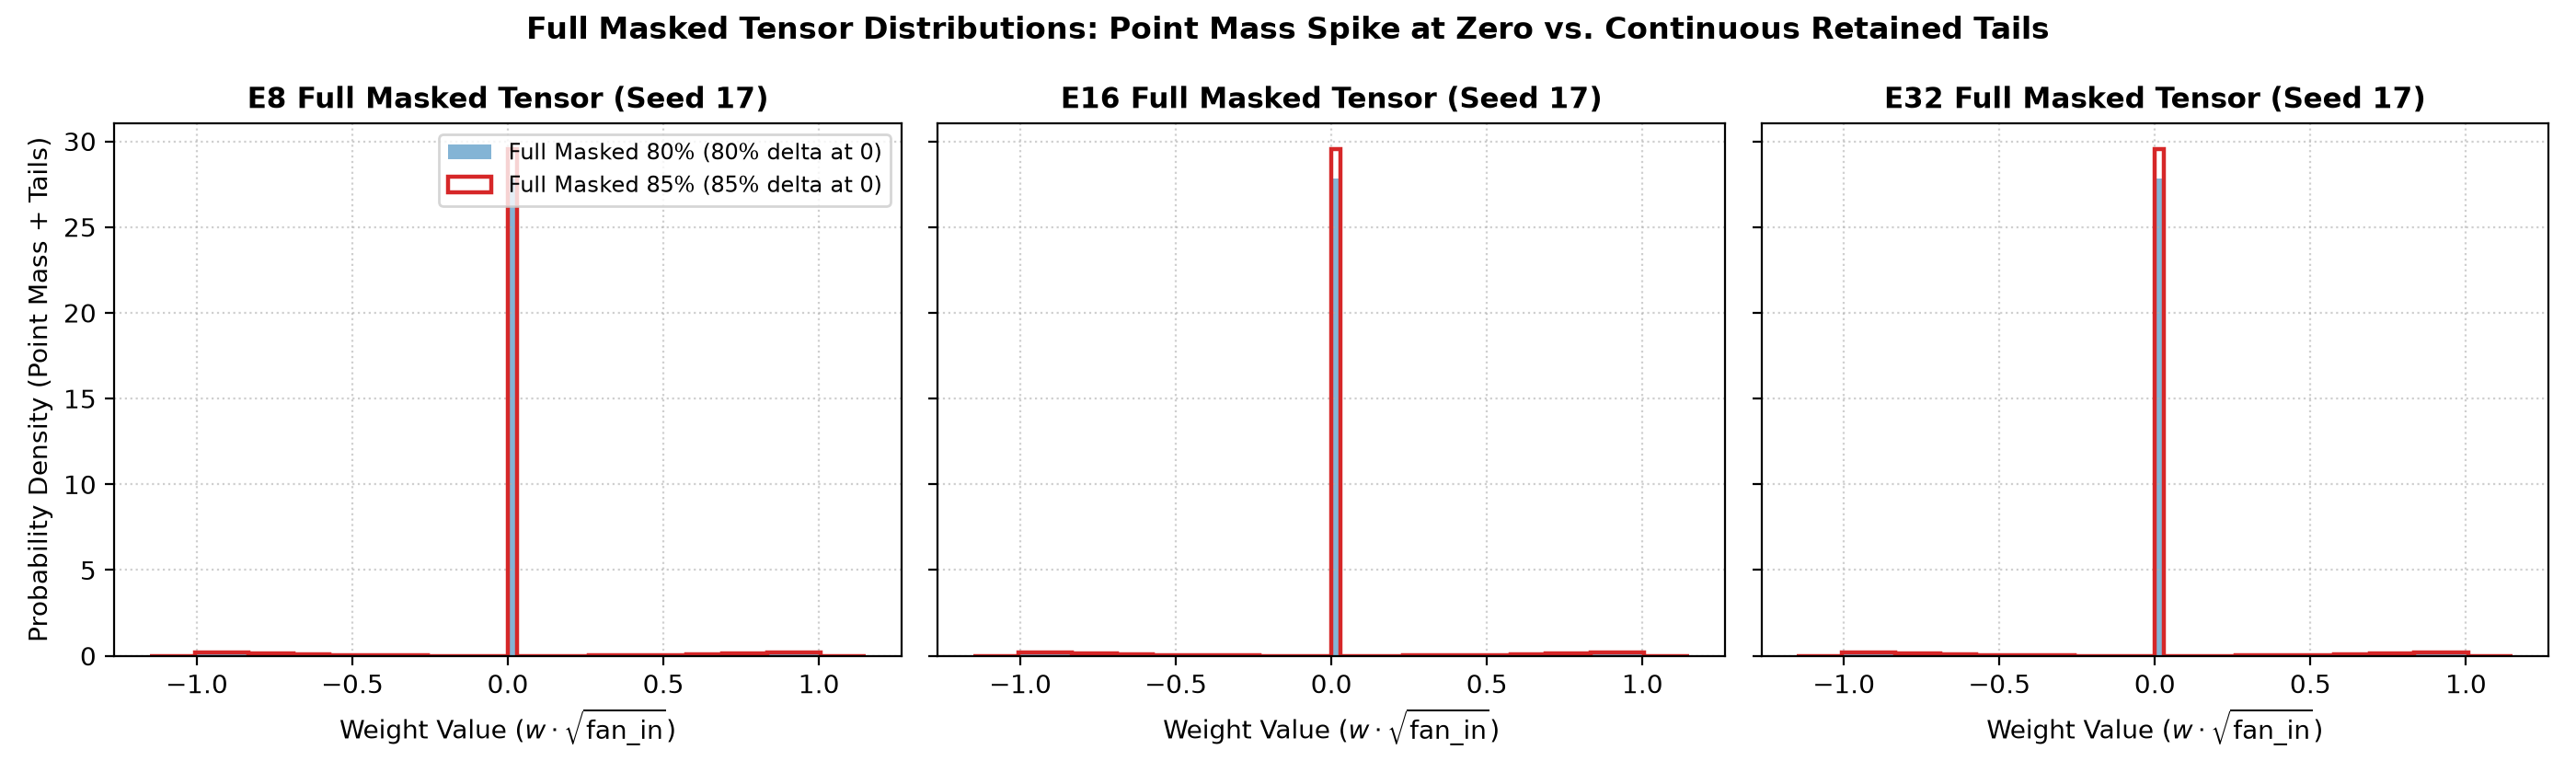 Full Masked Tensor Distributions: Point Mass Spike at Zero vs. Continuous Retained Tails
E8 Full Masked Tensor (Seed 17)
E16 Full Masked Tensor (Seed 17)
E32 Full Masked Tensor (Seed 17)
Probability Density (Point Mass + Tails)
30
25
20
15
10
5
0
Full Masked 80% (80% delta at 0)
Full Masked 85% (85% delta at 0)
−1.0 −0.5 0.0 0.5 1.0
−1.0 −0.5 0.0 0.5 1.0
−1.0 −0.5 0.0 0.5 1.0
Weight Value (w · √fan_in)
Weight Value (w · √fan_in)
Weight Value (w · √fan_in)